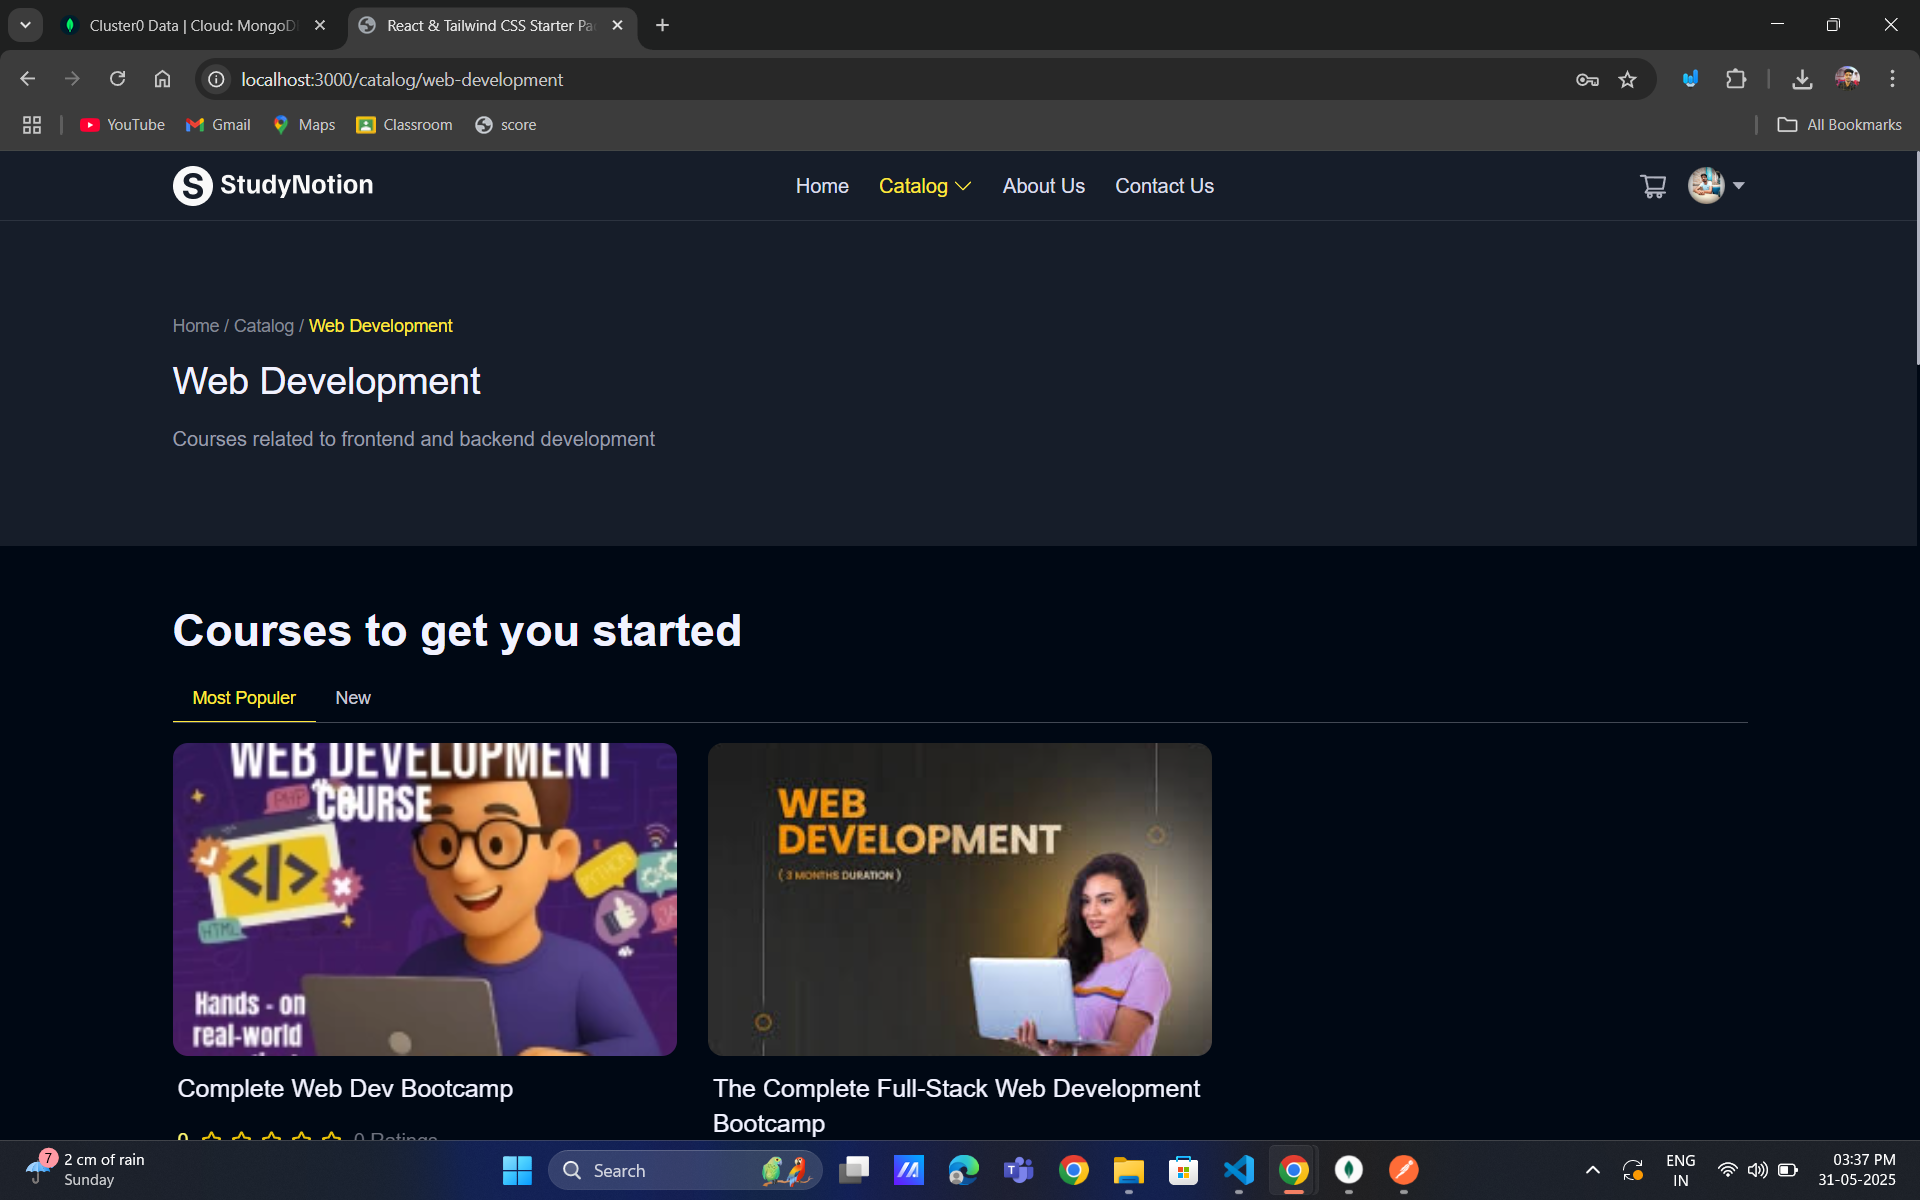 Cluster0 Data | Cloud: MongoD
React & Tailwind CSS Starter Pa
localhost:3000/catalog/web-development
YouTube
Gmail
Maps
Classroom
score
All Bookmarks
S StudyNotion
Home
Catalog
About Us
Contact Us
Home / Catalog / Web Development
Web Development
Courses related to frontend and backend development
Courses to get you started
Most Populer
New
WEB DEVELOPMENT
COURSE
PHP
</>
PYTHON
HTML
Hands - on
real-world
WEB
DEVELOPMENT
( 3 MONTHS DURATION )
Complete Web Dev Bootcamp
The Complete Full-Stack Web Development
Bootcamp
0
0 Ratings
7
2 cm of rain
Sunday
Search
ENG
IN
03:37 PM
31-05-2025